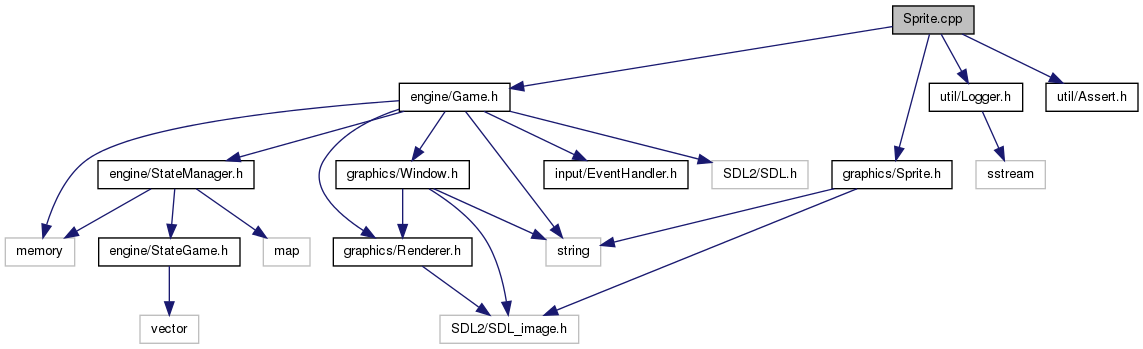 Sprite.cpp
engine/Game.h
util/Logger.h
util/Assert.h
engine/StateManager.h
graphics/Window.h
input/EventHandler.h
SDL2/SDL.h
graphics/Sprite.h
sstream
memory
engine/StateGame.h
map
graphics/Renderer.h
string
vector
SDL2/SDL_image.h